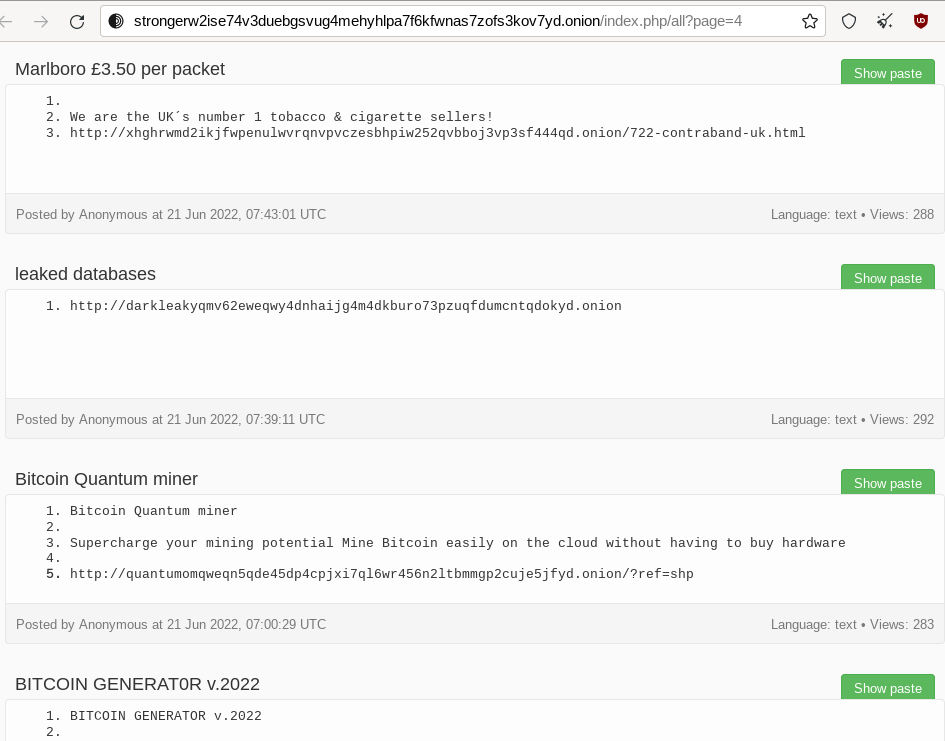 strongerw2ise74v3duebgsvug4mehyhlpa7f6kfwnas7zofs3kov7yd.onion/index.php/all?page=4
Marlboro £3.50 per packet
Show paste
1.
2. We are the UK´s number 1 tobacco & cigarette sellers!
3. http://xhghrwmd2ikjfwpenulwvrqnvpvczesbhpiw252qvbboj3vp3sf444qd.onion/722-contraband-uk.html
Posted by Anonymous at 21 Jun 2022, 07:43:01 UTC
Language: text • Views: 288
leaked databases
Show paste
1. http://darkleakyqmv62eweqwy4dnhaijg4m4dkburo73pzuqfdumcntqdokyd.onion
Posted by Anonymous at 21 Jun 2022, 07:39:11 UTC
Language: text • Views: 292
Bitcoin Quantum miner
Show paste
1. Bitcoin Quantum miner
2.
3. Supercharge your mining potential Mine Bitcoin easily on the cloud without having to buy hardware
4.
5. http://quantumomqweqn5qde45dp4cpjxi7ql6wr456n2ltbmmgp2cuje5jfyd.onion/?ref=shp
Posted by Anonymous at 21 Jun 2022, 07:00:29 UTC
Language: text • Views: 283
BITCOIN GENERAT0R v.2022
Show paste
1. BITCOIN GENERATOR v.2022
2.